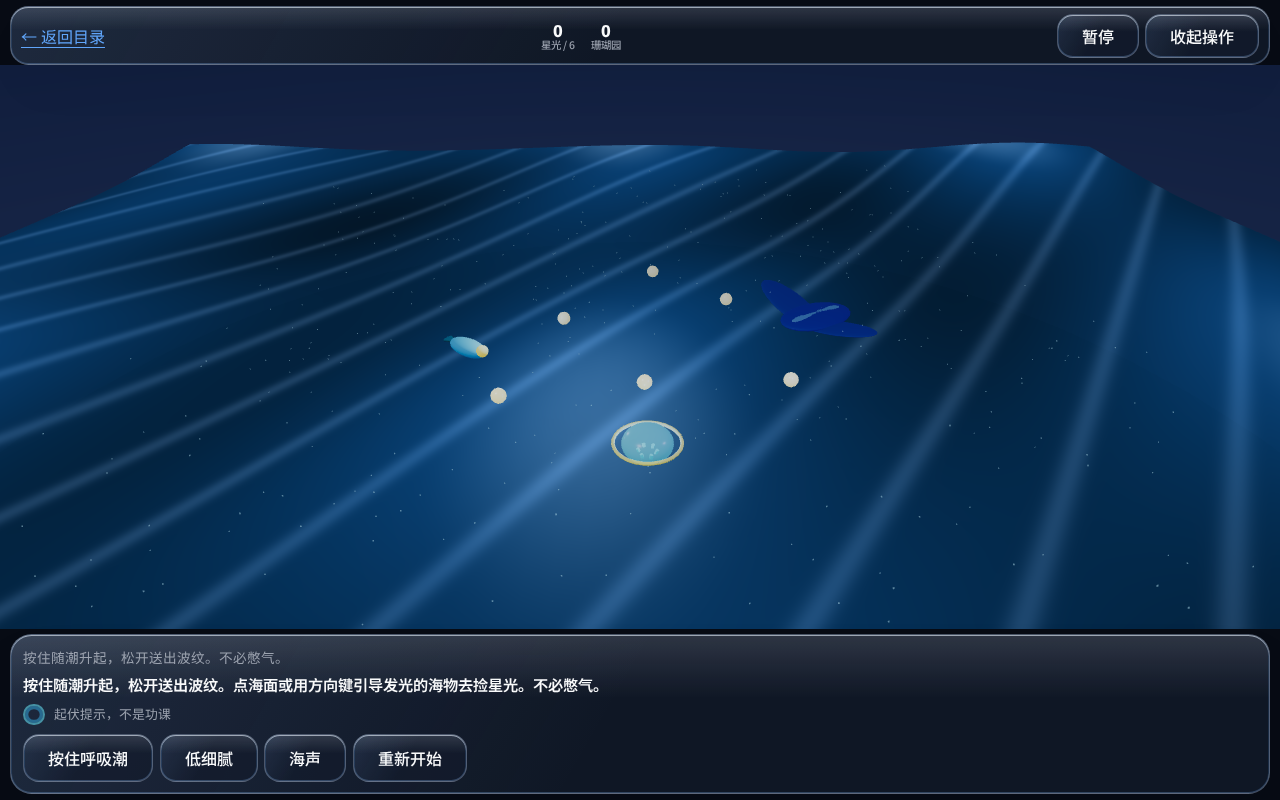 ← 返回目录
0 0
星光 / 6 珊瑚园
暂停 收起操作
按住随潮升起，松开送出波纹。不必憋气。
按住随潮升起，松开送出波纹。点海面或用方向键引导发光的海物去捡星光。不必憋气。
起伏提示，不是功课
按住呼吸潮 低细腻 海声 重新开始